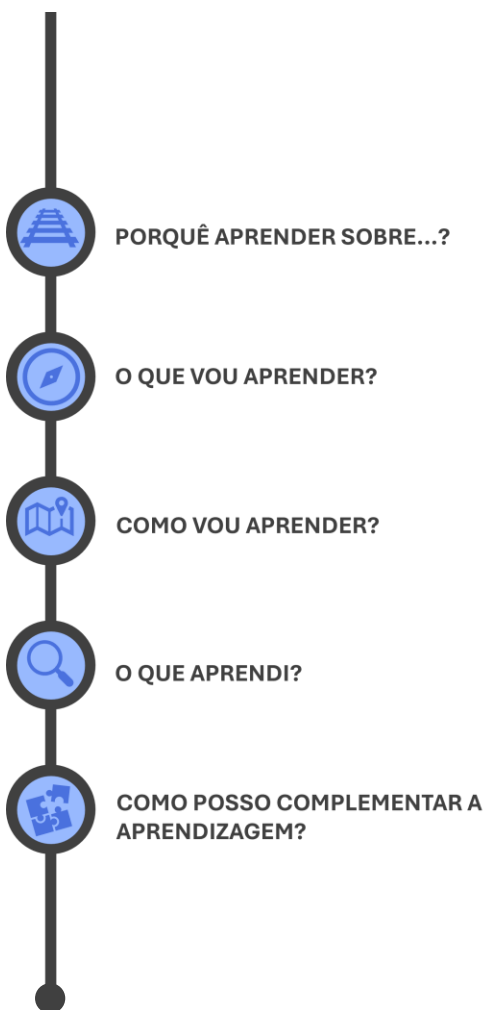 PORQUÊ APRENDER SOBRE...?
O QUE VOU APRENDER?
COMO VOU APRENDER?
O QUE APRENDI?
COMO POSSO COMPLEMENTAR A
APRENDIZAGEM?